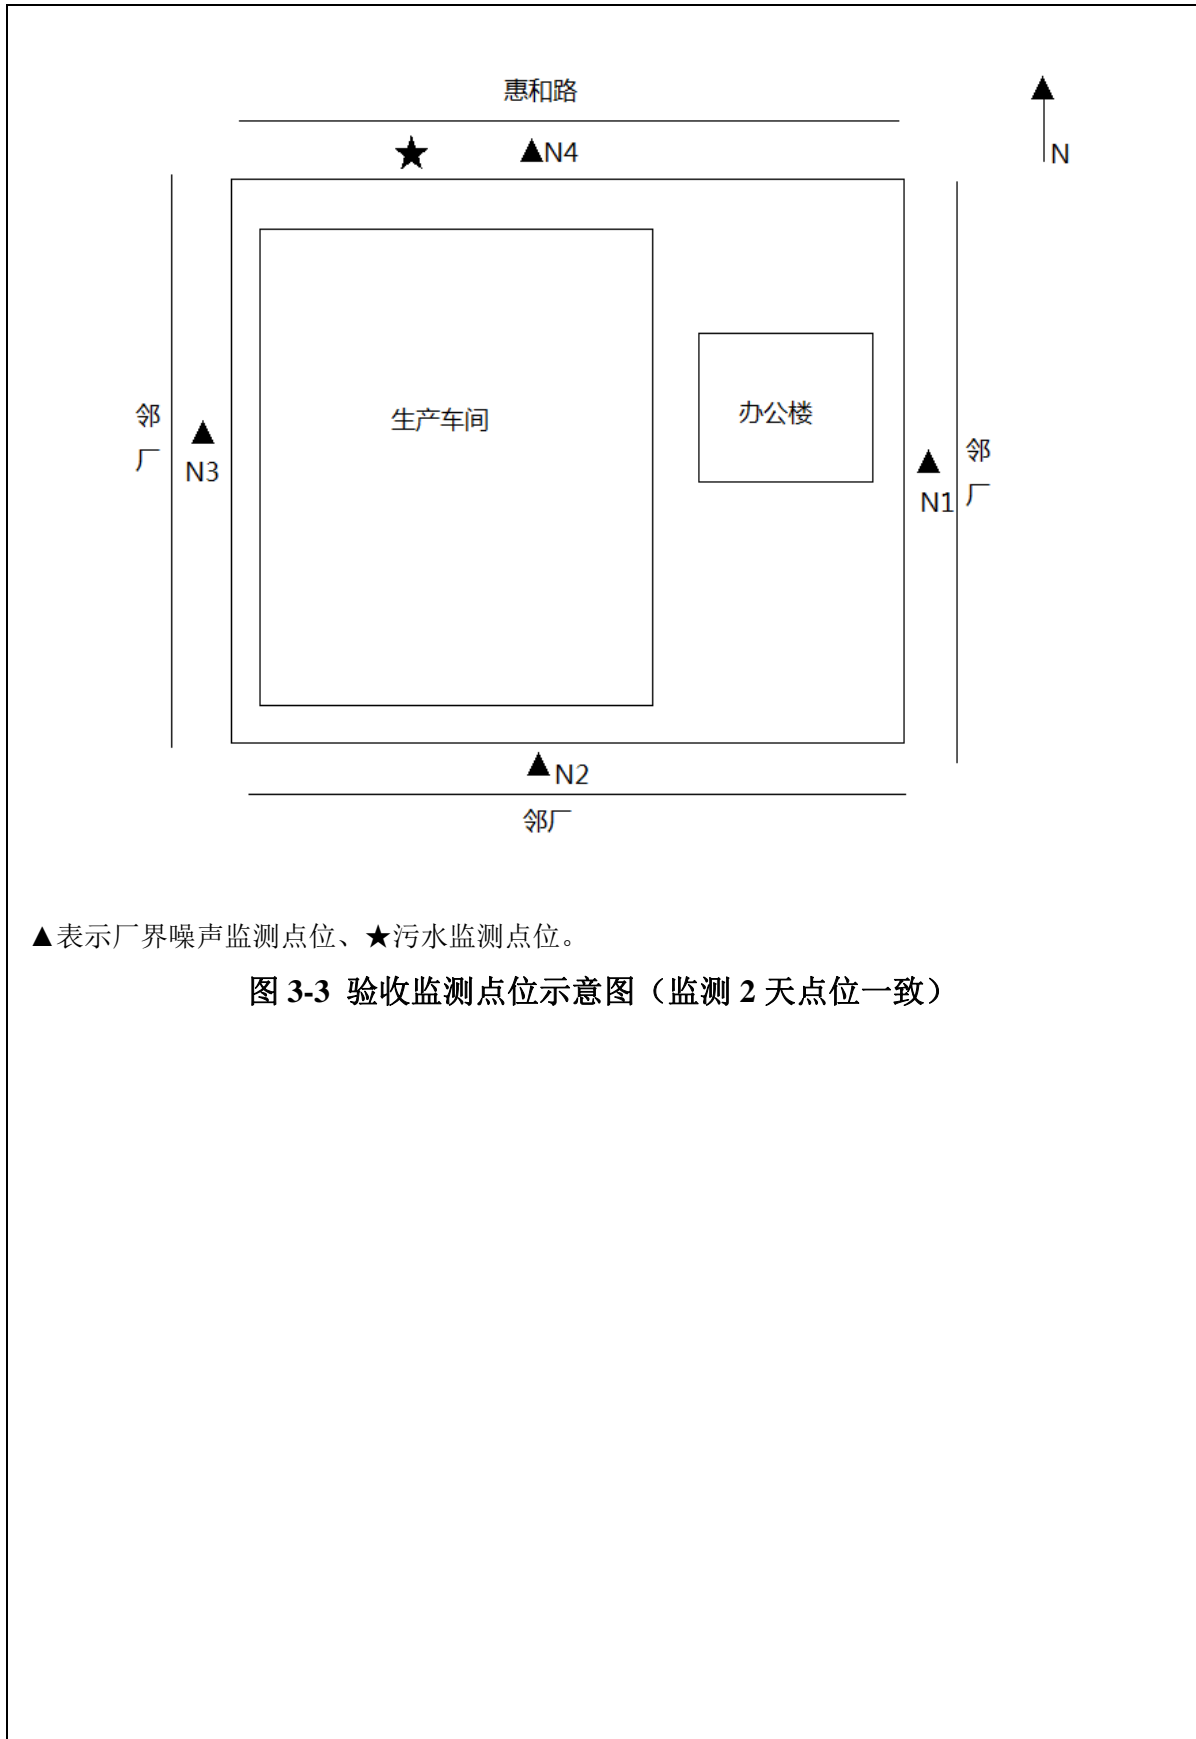 惠和路
★
▲N4
N
邻厂
▲
N3
生产车间
办公楼
▲
N1
邻厂
▲N2
邻厂
▲表示厂界噪声监测点位、★污水监测点位。
图 3-3 验收监测点位示意图（监测 2 天点位一致）